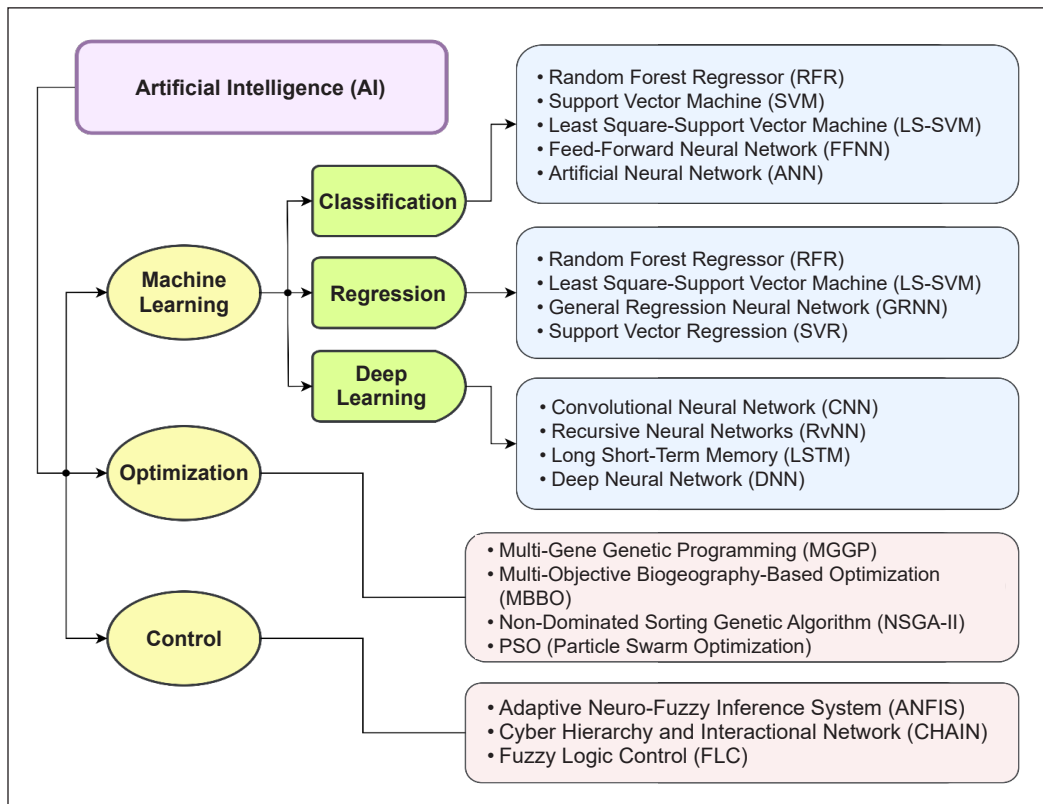 Artificial Intelligence (AI)
• Random Forest Regressor (RFR)
• Support Vector Machine (SVM)
• Least Square-Support Vector Machine (LS-SVM)
• Feed-Forward Neural Network (FFNN)
• Artificial Neural Network (ANN)
Classification
Machine
Learning
Regression
• Random Forest Regressor (RFR)
• Least Square-Support Vector Machine (LS-SVM)
• General Regression Neural Network (GRNN)
• Support Vector Regression (SVR)
Deep
Learning
• Convolutional Neural Network (CNN)
• Recursive Neural Networks (RvNN)
• Long Short-Term Memory (LSTM)
• Deep Neural Network (DNN)
Optimization
• Multi-Gene Genetic Programming (MGGP)
• Multi-Objective Biogeography-Based Optimization
(MBBO)
• Non-Dominated Sorting Genetic Algorithm (NSGA-II)
• PSO (Particle Swarm Optimization)
Control
• Adaptive Neuro-Fuzzy Inference System (ANFIS)
• Cyber Hierarchy and Interactional Network (CHAIN)
• Fuzzy Logic Control (FLC)